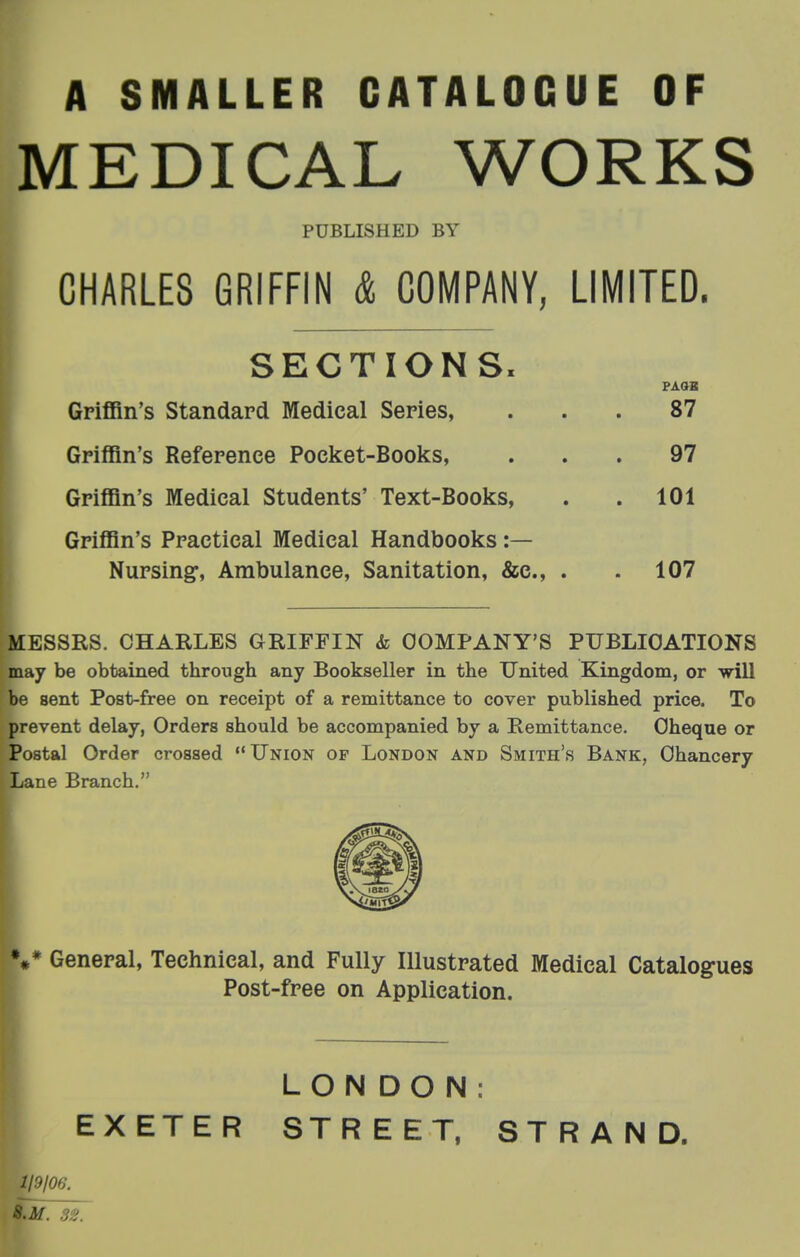 A SMALLER CATALOGUE OF
MEDICAL WORKS
PUBLISHED BY
CHARLES GRIFFIN & COMPANY, LIMITED.
SECTIONS.
PAGE
Griffin's Standard Medical Series, . . . 87
Griffin's Reference Pocket-Books, . . . 97
Griffin's Medical Students' Text-Books, . . 101
Griffin's Practical Medical Handbooks:—
Nursing, Ambulance, Sanitation, &c., . . 107
MESSRS. CHARLES GRIFFIN & COMPANY'S PUBLICATIONS
may be obtained through any Bookseller in the United Kingdom, or will
be sent Post-free on receipt of a remittance to cover published price. To
prevent delay, Orders should be accompanied by a Remittance. Cheque or
Postal Order crossed "UNION OF LONDON AND SMITH'S BANK, Chancery
Lane Branch."
CHARLES GRIFFIN AND COMPANY
1820
LIMITED
*** General, Technical, and Fully Illustrated Medical Catalogues
Post-free on Application.
LONDON:
EXETER STREET, STRAND.
1/9/06.
S.M. 32.